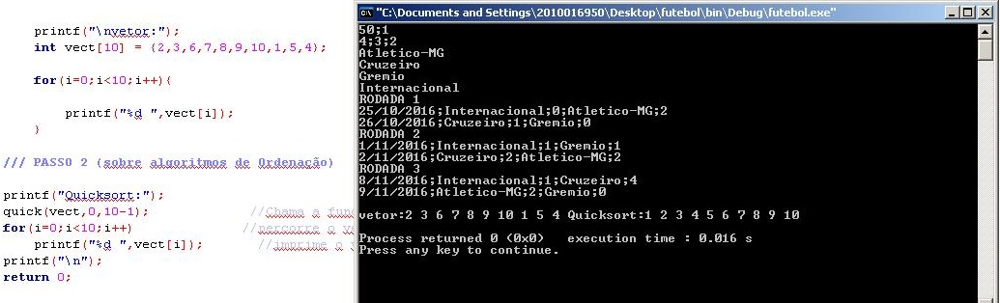 printf("\nvetor:");
int vect[10] = {2,3,6,7,8,9,10,1,5,4};
for(i=0;i<10;i++){
printf("%d ",vect[i]);
}
/// PASSO 2 (sobre algoritmos de Ordenação)
printf("Quicksort:");
quick(vect,0,10-1); //Chama a
for(i=0;i<10;i++) //percorre o
printf("%d ",vect[i]); //imprime o
printf("\n");
return 0;
"C:\Documents and Settings\2010016950\Desktop\futebol\bin\Debug\futebol.exe"
50;1
4;3;2
Atletico-MG
Cruzeiro
Gremio
Internacional
RODADA 1
25/10/2016;Internacional;0;Atletico-MG;2
26/10/2016;Cruzeiro;1;Gremio;0
RODADA 2
1/11/2016;Internacional;1;Gremio;1
2/11/2016;Cruzeiro;2;Atletico-MG;2
RODADA 3
8/11/2016;Internacional;1;Cruzeiro;4
9/11/2016;Atletico-MG;2;Gremio;0
vetor:2 3 6 7 8 9 10 1 5 4 Quicksort:1 2 3 4 5 6 7 8 9 10
Process returned 0 (0x0)   execution time : 0.016 s
Press any key to continue.